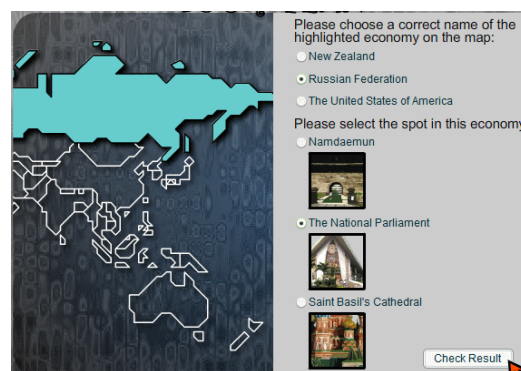 Please choose a correct name of the
highlighted economy on the map:
New Zealand
Russian Federation
The United States of America
Please select the spot in this economy
Namdaemun
The National Parliament
Saint Basil's Cathedral
Check Result